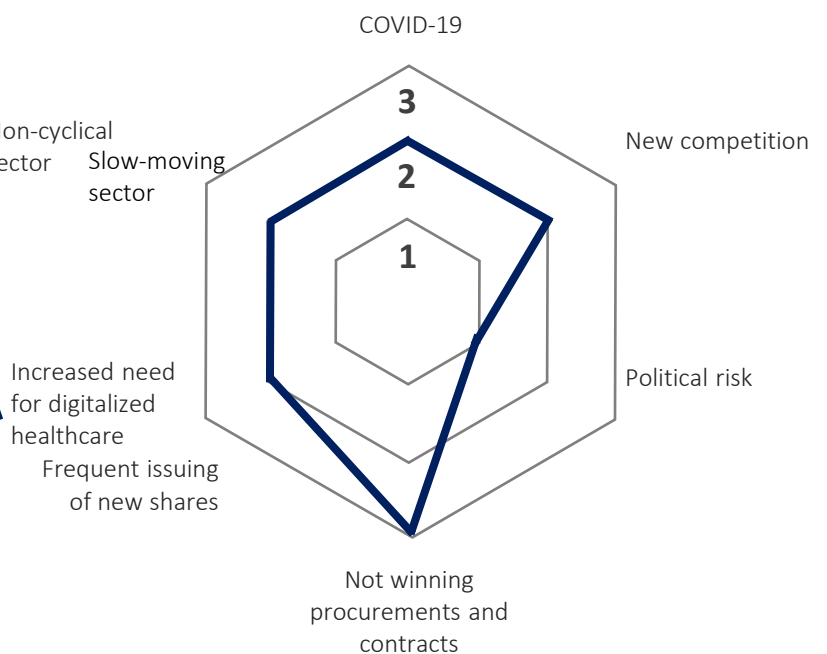 COVID-19
3
New competition
cyclical
Slow-moving
sector
2
1
Increased need
for digitalized
healthcare
Political risk
Frequent issuing
of new shares
Not winning
procurements and
contracts